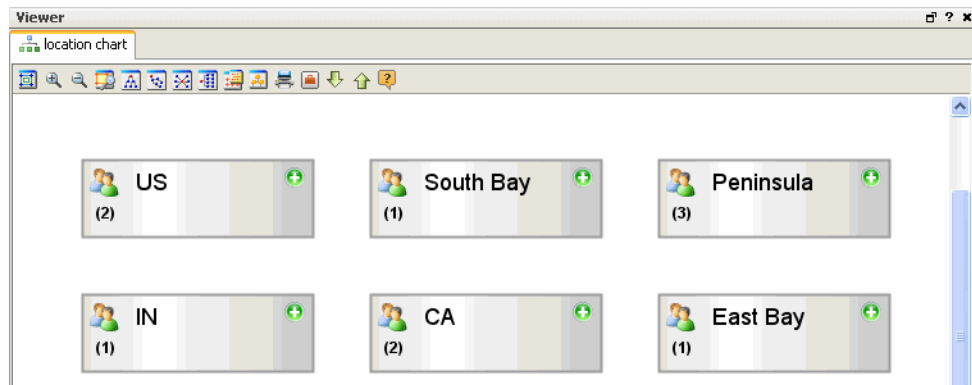 Viewer
location chart
US
(2)
South Bay
(1)
Peninsula
(3)
IN
(1)
CA
(2)
East Bay
(1)